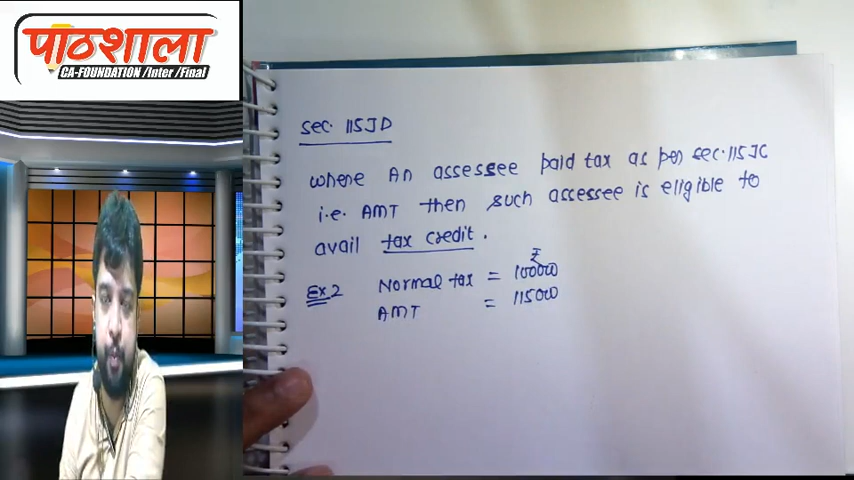 पाठशाला
CA-FOUNDATION /Inter /Final
Sec. 115JD
where An assessee paid tax as per sec. 115JC
i.e. AMT then such assessee is eligible to
avail tax credit.
₹
Ex. 2 Normal tax = 100000
AMT = 115000